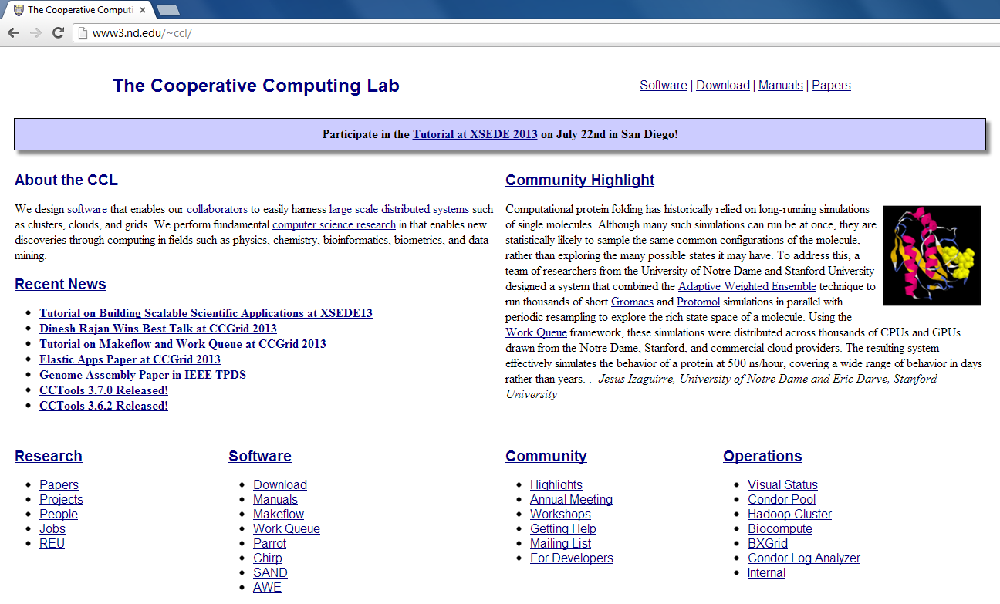 The Cooperative Computi
www3.nd.edu/~ccl/
The Cooperative Computing Lab
Software | Download | Manuals | Papers
Participate in the Tutorial at XSEDE 2013 on July 22nd in San Diego!
About the CCL
We design software that enables our collaborators to easily harness large scale distributed systems such
as clusters, clouds, and grids. We perform fundamental computer science research in that enables new
discoveries through computing in fields such as physics, chemistry, bioinformatics, biometrics, and data
mining.
Recent News
Tutorial on Building Scalable Scientific Applications at XSEDE13
Dinesh Rajan Wins Best Talk at CCGrid 2013
Tutorial on Makeflow and Work Queue at CCGrid 2013
Elastic Apps Paper at CCGrid 2013
Genome Assembly Paper in IEEE TPDS
CCTools 3.7.0 Released!
CCTools 3.6.2 Released!
Community Highlight
Computational protein folding has historically relied on long-running simulations
of single molecules. Although many such simulations can run be at once, they are
statistically likely to sample the same common configurations of the molecule,
rather than exploring the many possible states it may have. To address this, a
team of researchers from the University of Notre Dame and Stanford University
designed a system that combined the Adaptive Weighted Ensemble technique to
run thousands of short Gromacs and Protomol simulations in parallel with
periodic resampling to explore the rich state space of a molecule. Using the
Work Queue framework, these simulations were distributed across thousands of CPUs and GPUs
drawn from the Notre Dame, Stanford, and commercial cloud providers. The resulting system
effectively simulates the behavior of a protein at 500 ns/hour, covering a wide range of behavior in days
rather than years. . -Jesus Izaguirre, University of Notre Dame and Eric Darve, Stanford
University
Research
Papers
Projects
People
Jobs
REU
Software
Download
Manuals
Makeflow
Work Queue
Parrot
Chirp
SAND
AWE
Community
Highlights
Annual Meeting
Workshops
Getting Help
Mailing List
For Developers
Operations
Visual Status
Condor Pool
Hadoop Cluster
Biocompute
BXGrid
Condor Log Analyzer
Internal